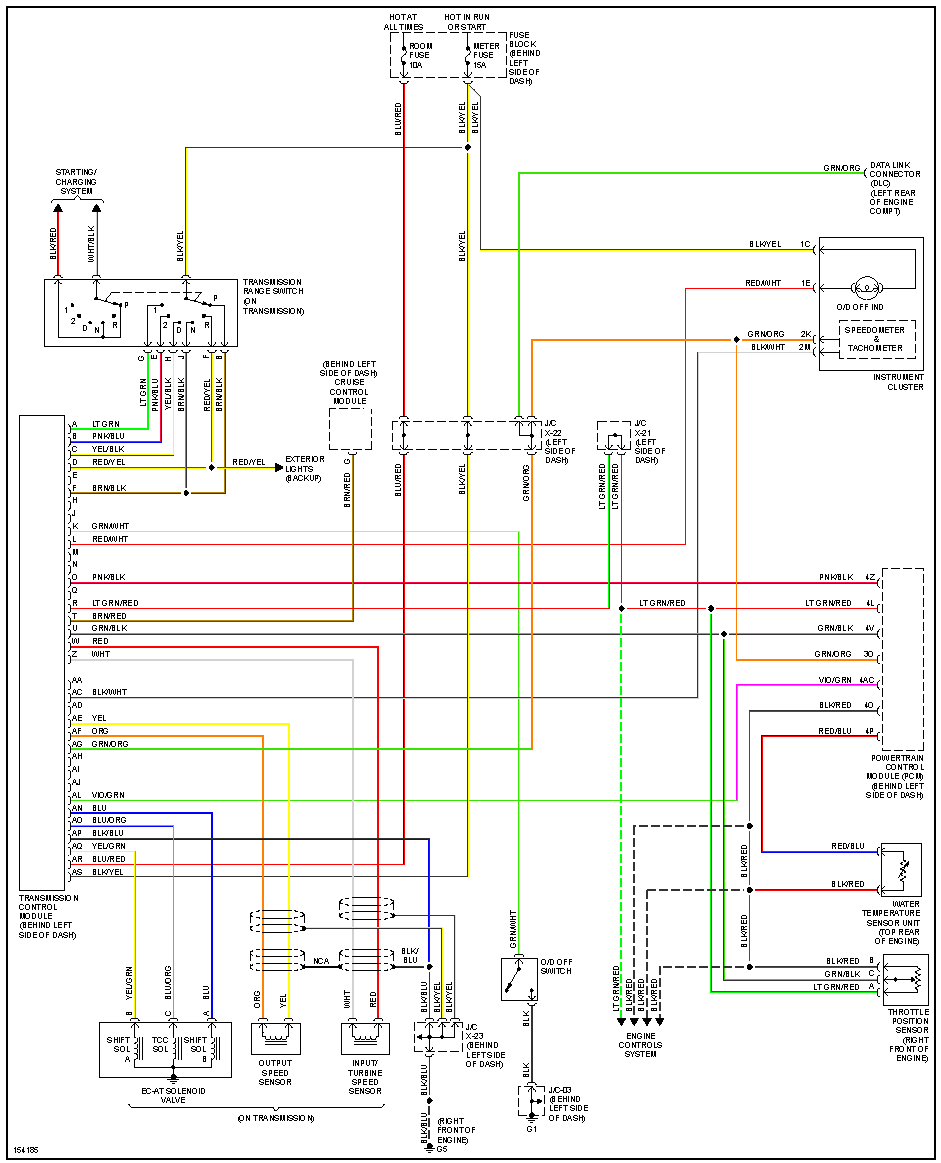 HOT AT
ALL TIMES
HOT IN RUN
OR START
ROOM
FUSE
10A
METER
FUSE
15A
FUSE
BLOCK
(BEHIND
LEFT
SIDE OF
DASH)
BLU/RED
BLK/YEL
BLK/YEL
STARTING/
CHARGING
SYSTEM
GRN/ORG
DATA LINK
CONNECTOR
(DLC)
(LEFT REAR
OF ENGINE
COMPT)
BLK/RED
WHT/BLK
BLK/YEL
BLK/YEL
BLK/YEL 1C
RED/WHT 1E
O/D OFF IND
GRN/ORG 2K
BLK/WHT 2M
SPEEDOMETER
&
TACHOMETER
INSTRUMENT
CLUSTER
TRANSMISSION
RANGE SWITCH
(ON
TRANSMISSION)
1
2
D
N
R
P
1
2
D
N
R
P
G
E
H
J
F
B
LT GRN
PNK/BLU
YEL/BLK
BRN/BLK
RED/YEL
BRN/BLK
(BEHIND LEFT
SIDE OF DASH)
CRUISE
CONTROL
MODULE
G
BRN/RED
J/C
X-22
(LEFT
SIDE OF
DASH)
J/C
X-21
(LEFT
SIDE OF
DASH)
BLU/RED
BLK/YEL
GRN/ORG
LT GRN/RED
LT GRN/RED
A LT GRN
B PNK/BLU
C YEL/BLK
D RED/YEL
RED/YEL
EXTERIOR
LIGHTS
(BACKUP)
E
F BRN/BLK
H
J
K GRN/WHT
L RED/WHT
M
N
O PNK/BLK
Q
R LT GRN/RED
T BRN/RED
U GRN/BLK
W RED
Z WHT
AA
AC BLK/WHT
AD
AE YEL
AF ORG
AG GRN/ORG
AH
AI
AJ
AL VIO/GRN
AN BLU
AO BLU/ORG
AP BLK/BLU
AQ YEL/GRN
AR BLU/RED
AS BLK/YEL
TRANSMISSION
CONTROL
MODULE
(BEHIND LEFT
SIDE OF DASH)
PNK/BLK 4Z
LT GRN/RED
LT GRN/RED 4L
GRN/BLK 4V
GRN/ORG 3O
VIO/GRN 4AC
BLK/RED 4O
RED/BLU 4P
POWERTRAIN
CONTROL
MODULE (PCM)
(BEHIND LEFT
SIDE OF DASH)
BLK/RED
RED/BLU
BLK/RED
WATER
TEMPERATURE
SENSOR UNIT
(TOP REAR
OF ENGINE)
BLK/RED
BLK/RED B
GRN/BLK C
LT GRN/RED A
THROTTLE
POSITION
SENSOR
(RIGHT
FRONT OF
ENGINE)
LT GRN/RED
BLK/RED
BLK/RED
BLK/RED
ENGINE
CONTROLS
SYSTEM
GRN/WHT
O/D OFF
SWITCH
BLK
BLK
J/C-03
(BEHIND
LEFT SIDE
OF DASH)
G1
NCA
BLK/
BLU
YEL/GRN
BLU/ORG
BLU
B
C
A
ORG
YEL
WHT
RED
BLK/BLU
BLK/YEL
BLK/YEL
SHIFT
SOL
A
TCC
SOL
SHIFT
SOL
B
EC-AT SOLENOID
VALVE
OUTPUT
SPEED
SENSOR
INPUT/
TURBINE
SPEED
SENSOR
(ON TRANSMISSION)
J/C
X-23
(BEHIND
LEFT SIDE
OF DASH)
BLK/BLU
BLK/BLU
(RIGHT
FRONT OF
ENGINE)
G5
154185